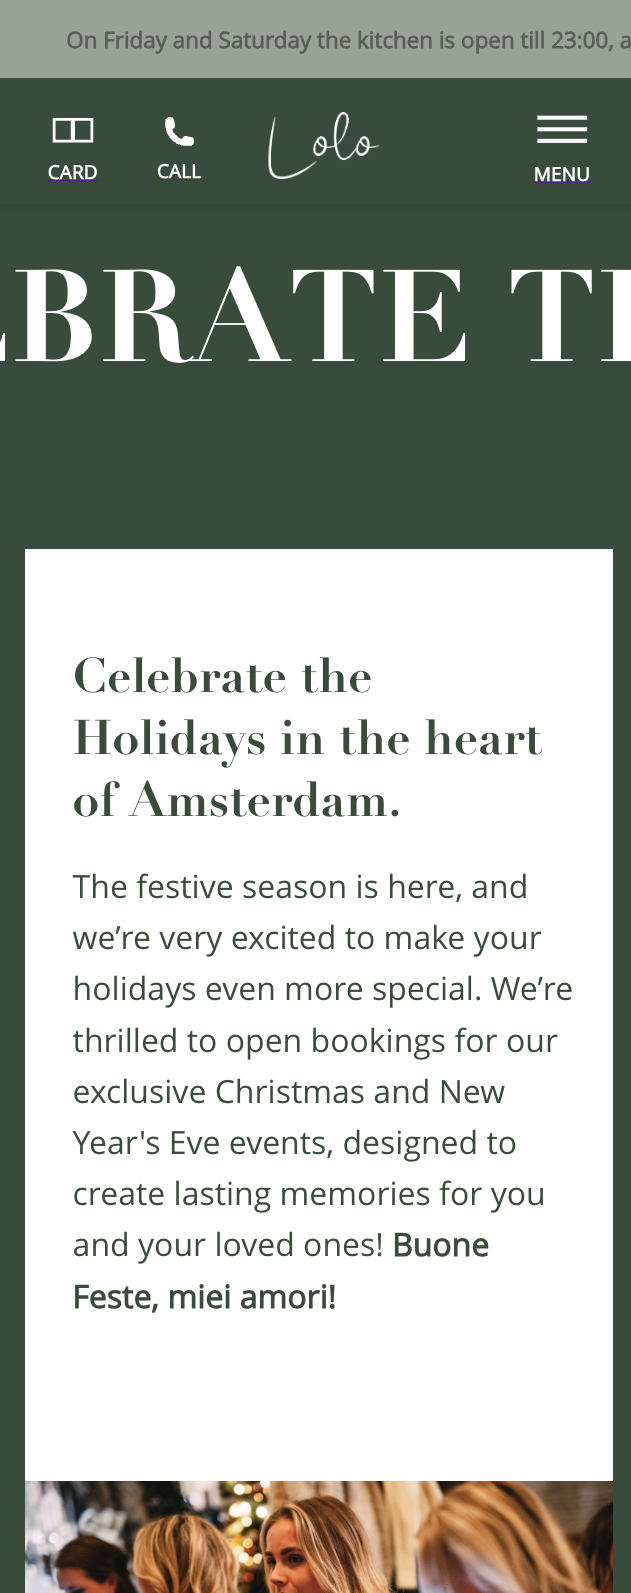 On Friday and Saturday the kitchen is open till 23:00, a
CARD
CALL
Lolo
MENU
BRATE
Celebrate the
Holidays in the heart
of Amsterdam.
The festive season is here, and
we’re very excited to make your
holidays even more special. We’re
thrilled to open bookings for our
exclusive Christmas and New
Year's Eve events, designed to
create lasting memories for you
and your loved ones! Buone
Feste, miei amori!